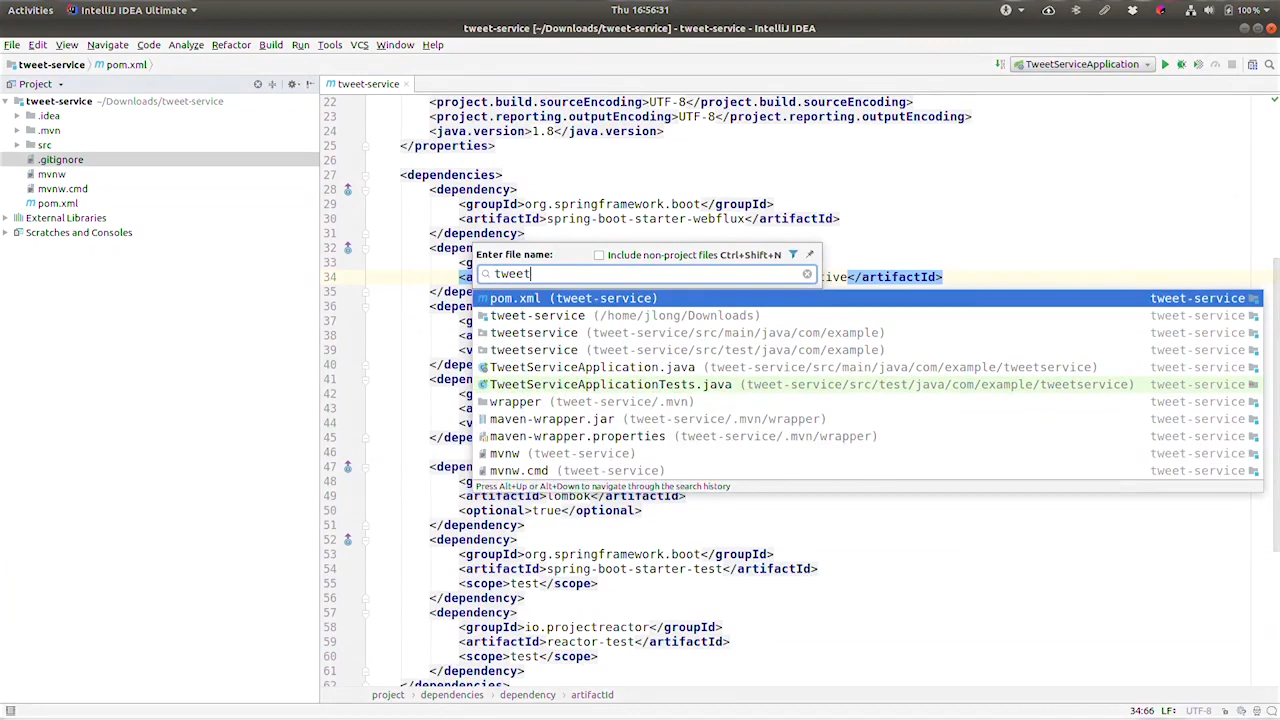 Activities IntelliJ IDEA Ultimate Thu 16:56:31 100%
tweet-service [~/Downloads/tweet-service] - tweet-service - IntelliJ IDEA
File Edit View Navigate Code Analyze Refactor Build Run Tools VCS Window Help
tweet-service pom.xml TweetServiceApplication
Project tweet-service
tweet-service ~/Downloads/tweet-service
.idea
.mvn
src
.gitignore
mvnw
mvnw.cmd
pom.xml
External Libraries
Scratches and Consoles
22 <project.build.sourceEncoding>UTF-8</project.build.sourceEncoding>
23 <project.reporting.outputEncoding>UTF-8</project.reporting.outputEncoding>
24 <java.version>1.8</java.version>
25 </properties>
26
27 <dependencies>
28 <dependency>
29 <groupId>org.springframework.boot</groupId>
30 <artifactId>spring-boot-starter-webflux</artifactId>
31 </dependency>
32 <dep
33 <g
34 <a ive</artifactId>
35 </dep
36 <dep
37 <g
38 <a
39 <v
40 </dep
41 <dep
42 <g
43 <a
44 <v
45 </dep
46
47 <dep
48 <g
49 <artifactId>lombok</artifactId>
50 <optional>true</optional>
51 </dependency>
52 <dependency>
53 <groupId>org.springframework.boot</groupId>
54 <artifactId>spring-boot-starter-test</artifactId>
55 <scope>test</scope>
56 </dependency>
57 <dependency>
58 <groupId>io.projectreactor</groupId>
59 <artifactId>reactor-test</artifactId>
60 <scope>test</scope>
61 </dependency>
62 </dependencies>
Enter file name: Include non-project files Ctrl+Shift+N
tweet
pom.xml (tweet-service) tweet-service
tweet-service (/home/jlong/Downloads) tweet-service
tweetservice (tweet-service/src/main/java/com/example) tweet-service
tweetservice (tweet-service/src/test/java/com/example) tweet-service
TweetServiceApplication.java (tweet-service/src/main/java/com/example/tweetservice) tweet-service
TweetServiceApplicationTests.java (tweet-service/src/test/java/com/example/tweetservice) tweet-service
wrapper (tweet-service/.mvn) tweet-service
maven-wrapper.jar (tweet-service/.mvn/wrapper) tweet-service
maven-wrapper.properties (tweet-service/.mvn/wrapper) tweet-service
mvnw (tweet-service) tweet-service
mvnw.cmd (tweet-service) tweet-service
Press Alt+Up or Alt+Down to navigate through the search history
project dependencies dependency artifactId
34:66 LF: UTF-8